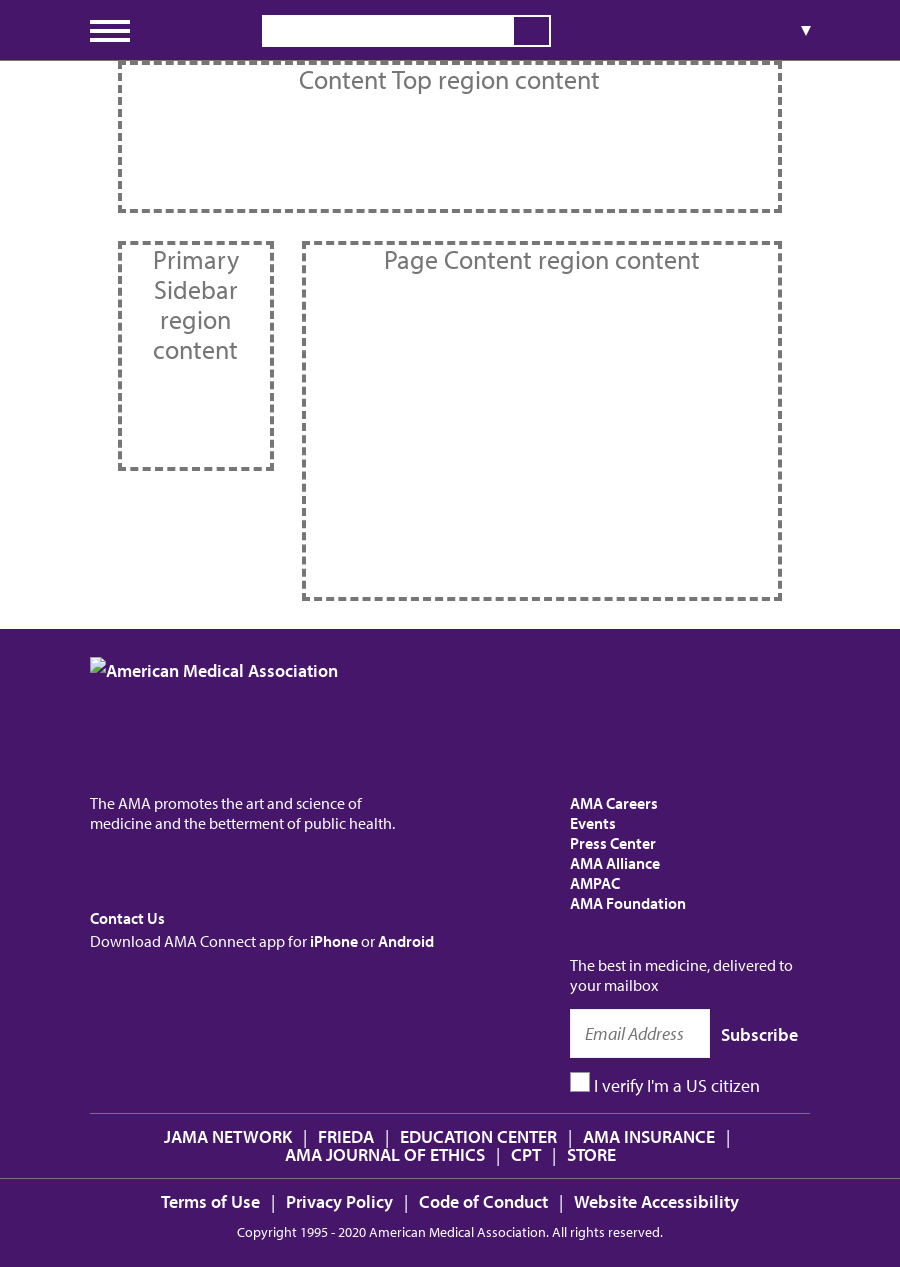 ▼
Content Top region content
Primary
Sidebar
region
content
Page Content region content
American Medical Association
The AMA promotes the art and science of
medicine and the betterment of public health.
Contact Us
Download AMA Connect app for iPhone or Android
AMA Careers
Events
Press Center
AMA Alliance
AMPAC
AMA Foundation
The best in medicine, delivered to
your mailbox
Email Address
Subscribe
I verify I'm a US citizen
JAMA NETWORK | FRIEDA | EDUCATION CENTER | AMA INSURANCE |
AMA JOURNAL OF ETHICS | CPT | STORE
Terms of Use | Privacy Policy | Code of Conduct | Website Accessibility
Copyright 1995 - 2020 American Medical Association. All rights reserved.